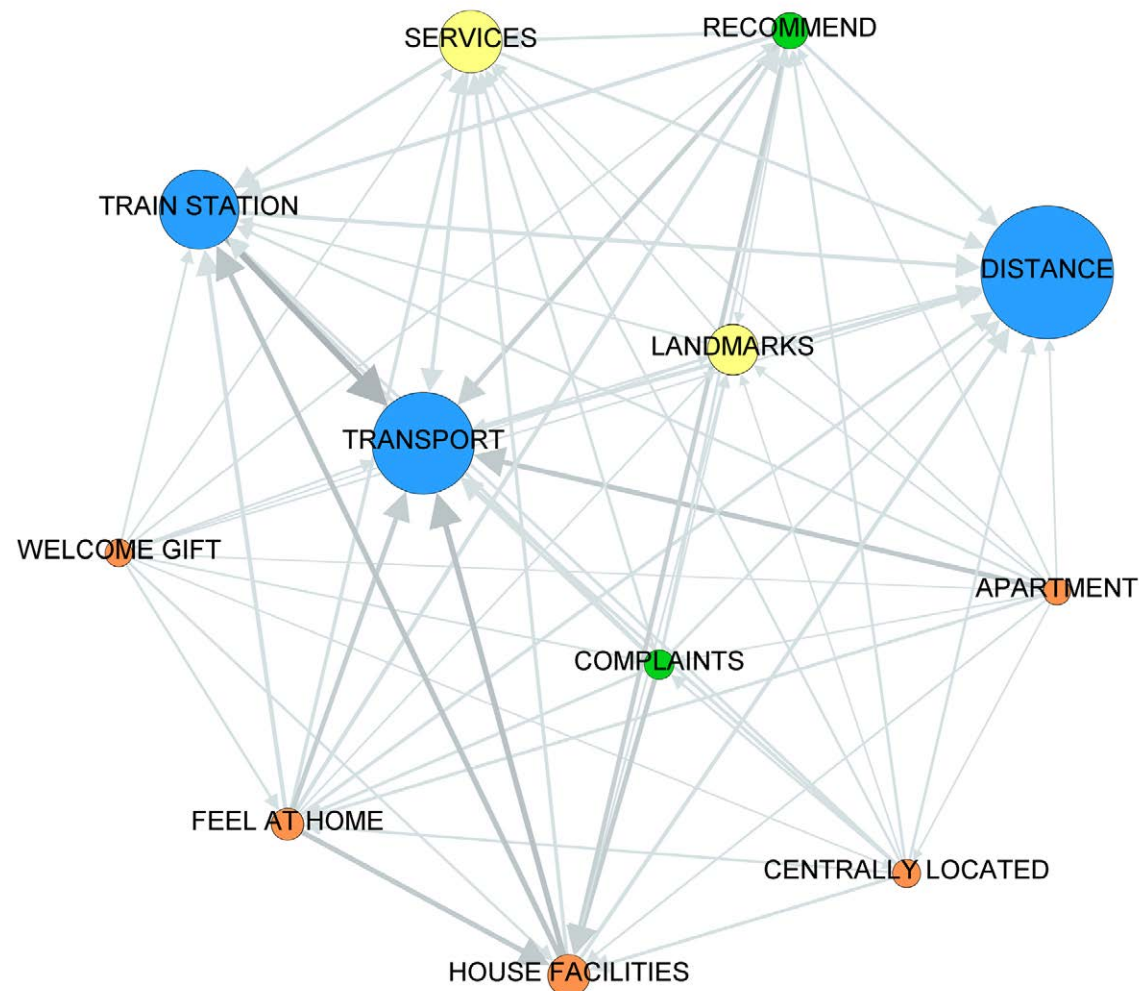 RECOMMEND
SERVICES
TRAIN STATION
DISTANCE
LANDMARKS
TRANSPORT
WELCOME GIFT
APARTMENT
COMPLAINTS
FEEL AT HOME
CENTRALLY LOCATED
HOUSE FACILITIES